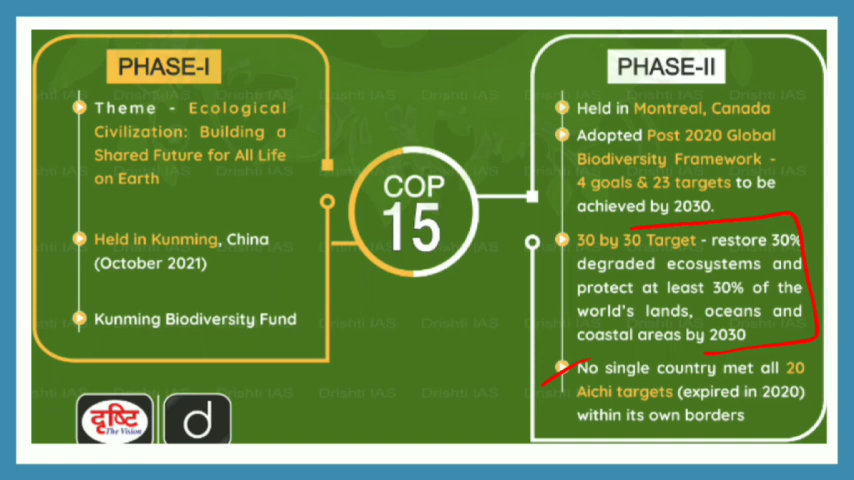 PHASE-I
Theme - Ecological
Civilization: Building a
Shared Future for All Life
on Earth
Held in Kunming, China
(October 2021)
Kunming Biodiversity Fund
COP
15
PHASE-II
Held in Montreal, Canada
Adopted Post 2020 Global
Biodiversity Framework -
4 goals & 23 targets to be
achieved by 2030.
30 by 30 Target - restore 30%
degraded ecosystems and
protect at least 30% of the
world's lands, oceans and
coastal areas by 2030
No single country met all 20
Aichi targets (expired in 2020)
within its own borders
दृष्टि
The Vision
d
Drishti IAS